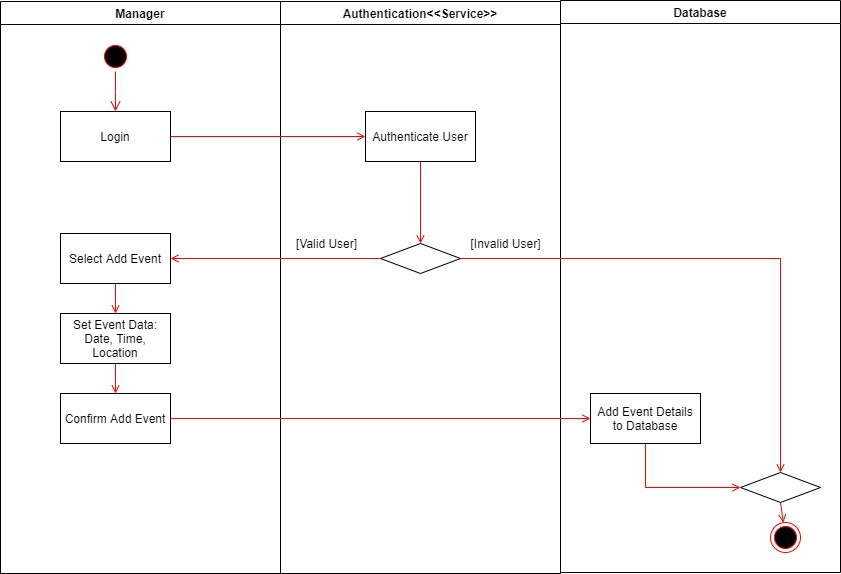 Manager
Authentication<<Service>>
Database
Login
Authenticate User
[Valid User]
[Invalid User]
Select Add Event
Set Event Data:
Date, Time,
Location
Confirm Add Event
Add Event Details
to Database